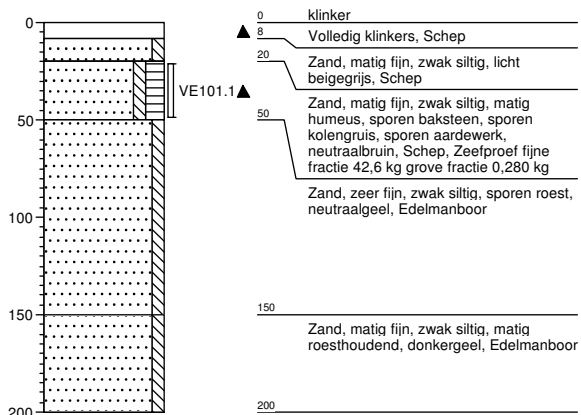 0
50
100
150
200
VE101.1
0
klinker
8
Volledig klinkers, Schep
20
Zand, matig fijn, zwak siltig, licht
beigegrijs, Schep
Zand, matig fijn, zwak siltig, matig
humeus, sporen baksteen, sporen
kolengruis, sporen aardewerk,
neutraalbruin, Schep, Zeefproef fijne
fractie 42,6 kg grove fractie 0,280 kg
50
Zand, zeer fijn, zwak siltig, sporen roest,
neutraalgeel, Edelmanboor
150
Zand, matig fijn, zwak siltig, matig
roesthoudend, donkergeel, Edelmanboor
200